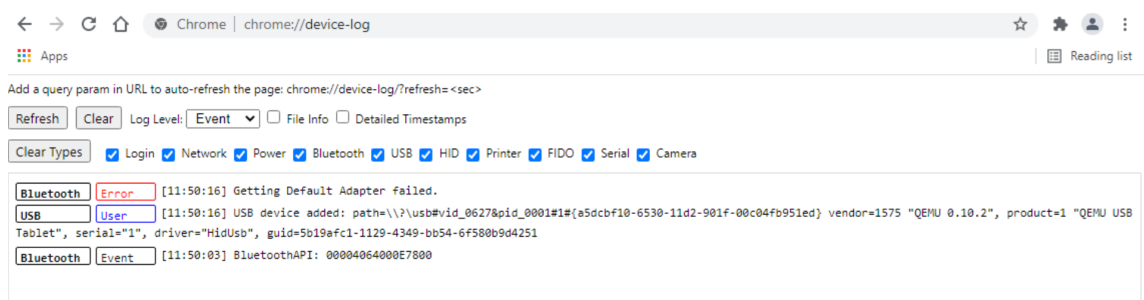 Chrome | chrome://device-log
Apps
Reading list
Add a query param in URL to auto-refresh the page: chrome://device-log/?refresh=<sec>
Refresh Clear Log Level: Event File Info Detailed Timestamps
Clear Types Login Network Power Bluetooth USB HID Printer FIDO Serial Camera
Bluetooth Error [11:50:16] Getting Default Adapter failed.
USB User [11:50:16] USB device added: path=\\?\usb#vid_0627&pid_0001#1#{a5dcbf10-6530-11d2-901f-00c04fb951ed} vendor=1575 "QEMU 0.10.2", product=1 "QEMU USB
Tablet", serial="1", driver="HidUsb", guid=5b19afc1-1129-4349-bb54-6f580b9d4251
Bluetooth Event [11:50:03] BluetoothAPI: 00004064000E7800